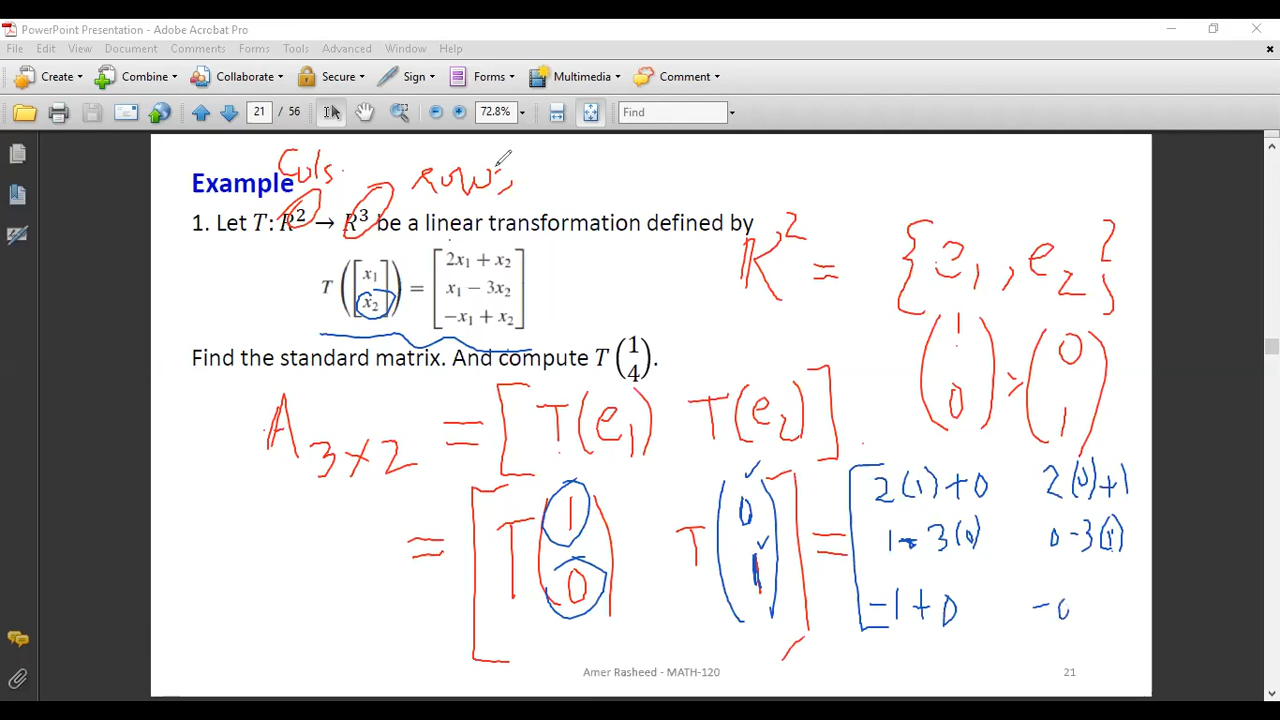 PowerPoint Presentation - Adobe Acrobat Pro
File Edit View Document Comments Forms Tools Advanced Window Help
Create Combine Collaborate Secure Sign Forms Multimedia Comment
21 / 56 72.8% Find
Cols. rows
Example
1. Let T: R² → R³ be a linear transformation defined by
T([x₁ x₂]) = [2x₁ + x₂
x₁ − 3x₂
−x₁ + x₂]
R² = {e₁, e₂}
(1 0), (0 1)
Find the standard matrix. And compute T(1 4).
A 3×2 = [T(e₁) T(e₂)]
= [T(1 0) T(0 1)] = [2(1)+0 2(0)+1
1-3(0) 0-3(1)
-1+0 -0
Amer Rasheed - MATH-120 21